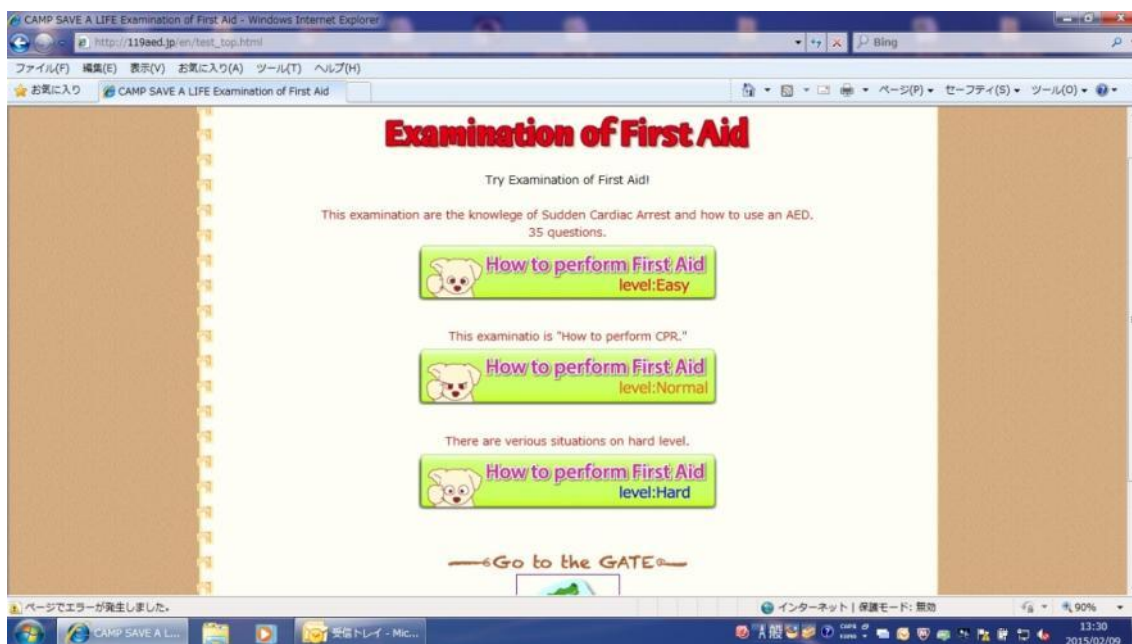 CAMP SAVE A LIFE Examination of First Aid - Windows Internet Explorer
http://119aed.jp/en/test_top.html
Bing
ファイル(F) 編集(E) 表示(V) お気に入り(A) ツール(T) ヘルプ(H)
お気に入り CAMP SAVE A LIFE Examination of First Aid ページ(P) セーフティ(S) ツール(O)
Examination of First Aid
Try Examination of First Aid!
This examination are the knowlege of Sudden Cardiac Arrest and how to use an AED.
35 questions.
How to perform First Aid
level:Easy
This examinatio is "How to perform CPR."
How to perform First Aid
level:Normal
There are verious situations on hard level.
How to perform First Aid
level:Hard
Go to the GATE
ページでエラーが発生しました。 インターネット | 保護モード: 無効 90%
CAMP SAVE A L... 受信トレイ - Mic... A 般 13:30
2015/02/09